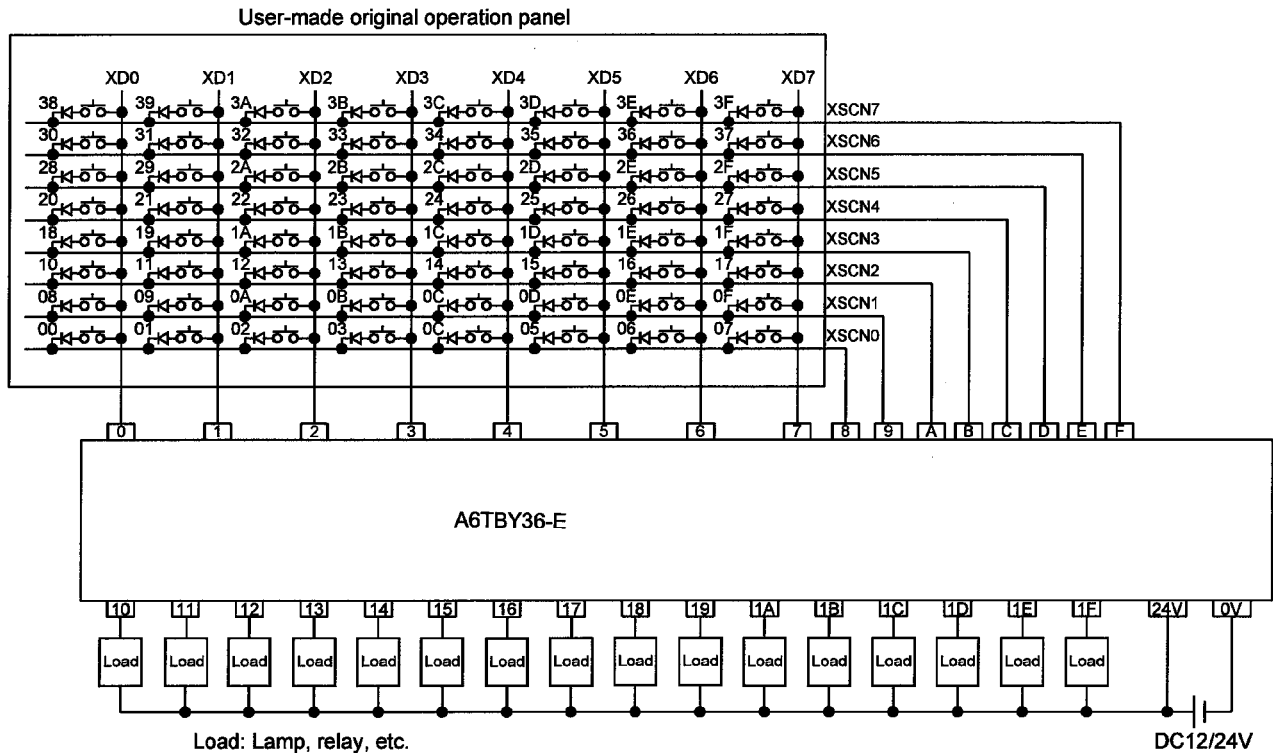 User-made original operation panel
XD0 XD1 XD2 XD3 XD4 XD5 XD6 XD7
38 39 3A 3B 3C 3D 3E 3F XSCN7
30 31 32 33 34 35 36 37 XSCN6
28 29 2A 2B 2C 2D 2E 2F XSCN5
20 21 22 23 24 25 26 27 XSCN4
18 19 1A 1B 1C 1D 1E 1F XSCN3
10 11 12 13 14 15 16 17 XSCN2
08 09 0A 0B 0C 0D 0E 0F XSCN1
00 01 02 03 0C 05 06 07 XSCN0
0 1 2 3 4 5 6 7 8 9 A B C D E F
A6TBY36-E
10 11 12 13 14 15 16 17 18 19 1A 1B 1C 1D 1E 1F 24V 0V
Load Load Load Load Load Load Load Load Load Load Load Load Load Load Load Load
Load: Lamp, relay, etc. DC12/24V